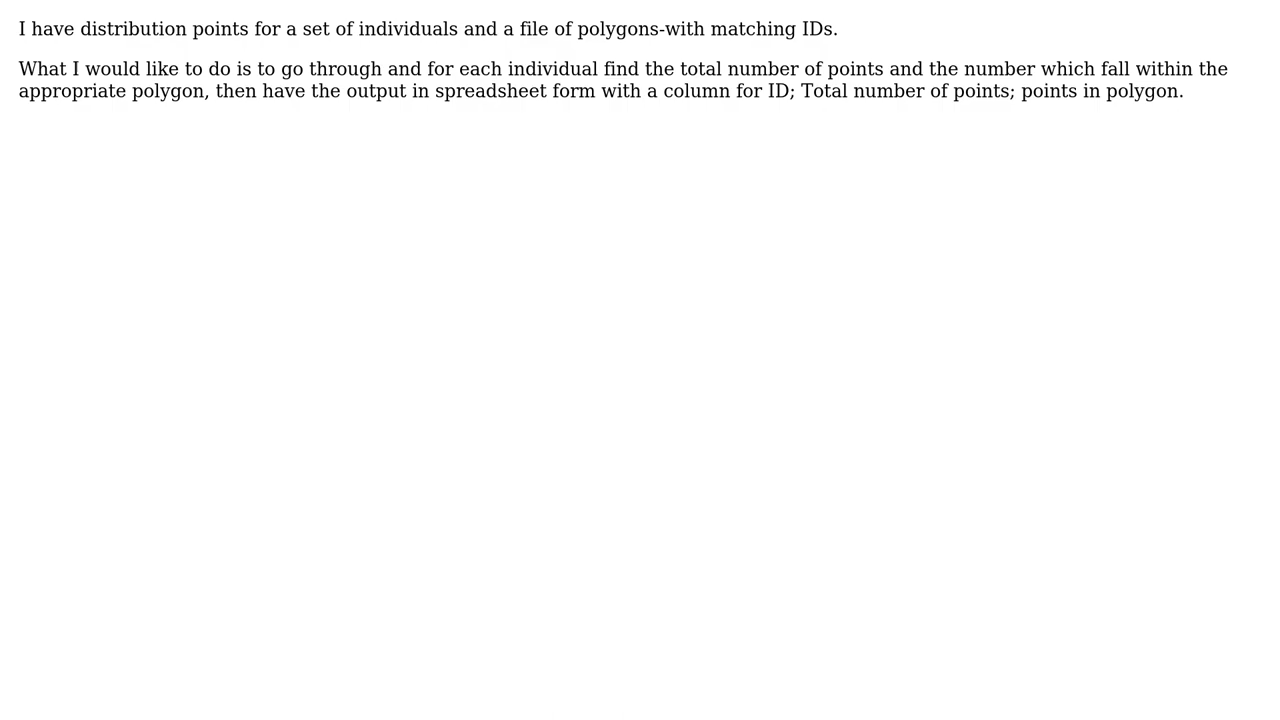 I have distribution points for a set of individuals and a file of polygons-with matching IDs.
What I would like to do is to go through and for each individual find the total number of points and the number which fall within the
appropriate polygon, then have the output in spreadsheet form with a column for ID; Total number of points; points in polygon.